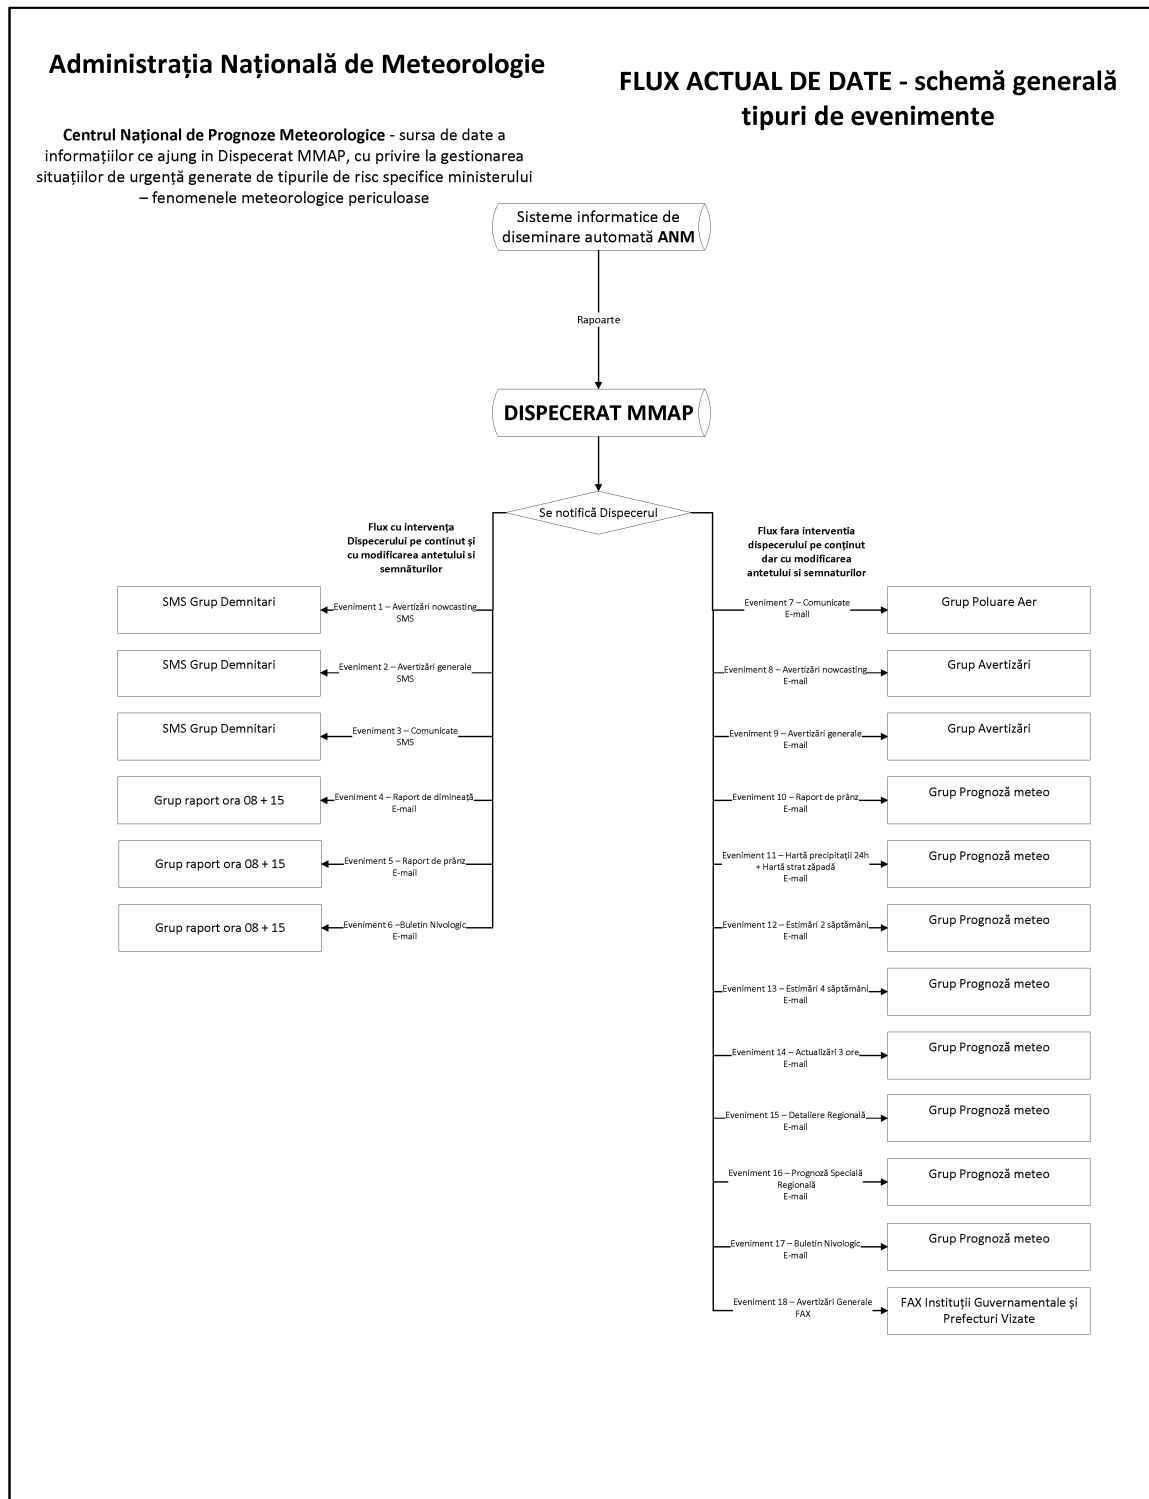 Administrația Națională de Meteorologie
FLUX ACTUAL DE DATE - schemă generală
tipuri de evenimente
Centrul Național de Prognoze Meteorologice - sursa de date a
informațiilor ce ajung in Dispecerat MMAP, cu privire la gestionarea
situațiilor de urgență generate de tipurile de risc specifice ministerului
– fenomenele meteorologice periculoase
Sisteme informatice de
diseminare automată ANM
Rapoarte
DISPECERAT MMAP
Se notifică Dispecerul
Flux cu intervența
Dispecerului pe continut și
cu modificarea antetului si
semnăturilor
Flux fara interventia
dispecerului pe conținut
dar cu modificarea
antetului si semnaturilor
SMS Grup Demnitari
Eveniment 1 – Avertizări nowcasting
SMS
SMS Grup Demnitari
Eveniment 2 – Avertizări generale
SMS
SMS Grup Demnitari
Eveniment 3 – Comunicate
SMS
Grup raport ora 08 + 15
Eveniment 4 – Raport de dimineață
E-mail
Grup raport ora 08 + 15
Eveniment 5 – Raport de prânz
E-mail
Grup raport ora 08 + 15
Eveniment 6 –Buletin Nivologic
E-mail
Eveniment 7 – Comunicate
E-mail
Grup Poluare Aer
Eveniment 8 – Avertizări nowcasting
E-mail
Grup Avertizări
Eveniment 9 – Avertizări generale
E-mail
Grup Avertizări
Eveniment 10 – Raport de prânz
E-mail
Grup Prognoză meteo
Eveniment 11 – Hartă precipitații 24h
+ Hartă strat zăpadă
E-mail
Grup Prognoză meteo
Eveniment 12 – Estimări 2 săptămâni
E-mail
Grup Prognoză meteo
Eveniment 13 – Estimări 4 săptămâni
E-mail
Grup Prognoză meteo
Eveniment 14 – Actualizări 3 ore
E-mail
Grup Prognoză meteo
Eveniment 15 – Detaliere Regională
E-mail
Grup Prognoză meteo
Eveniment 16 – Prognoză Specială
Regională
E-mail
Grup Prognoză meteo
Eveniment 17 – Buletin Nivologic
E-mail
Grup Prognoză meteo
Eveniment 18 – Avertizări Generale
FAX
FAX Instituții Guvernamentale și
Prefecturi Vizate